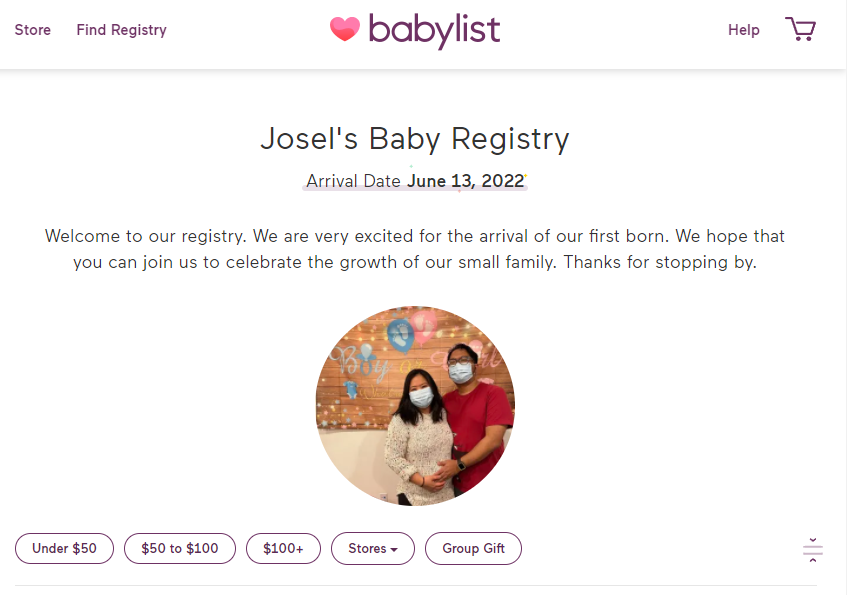 Store
Find Registry
babylist
Help
Josel's Baby Registry
Arrival Date June 13, 2022
Welcome to our registry. We are very excited for the arrival of our first born. We hope that
you can join us to celebrate the growth of our small family. Thanks for stopping by.
Boy
Under $50
$50 to $100
$100+
Stores
Group Gift